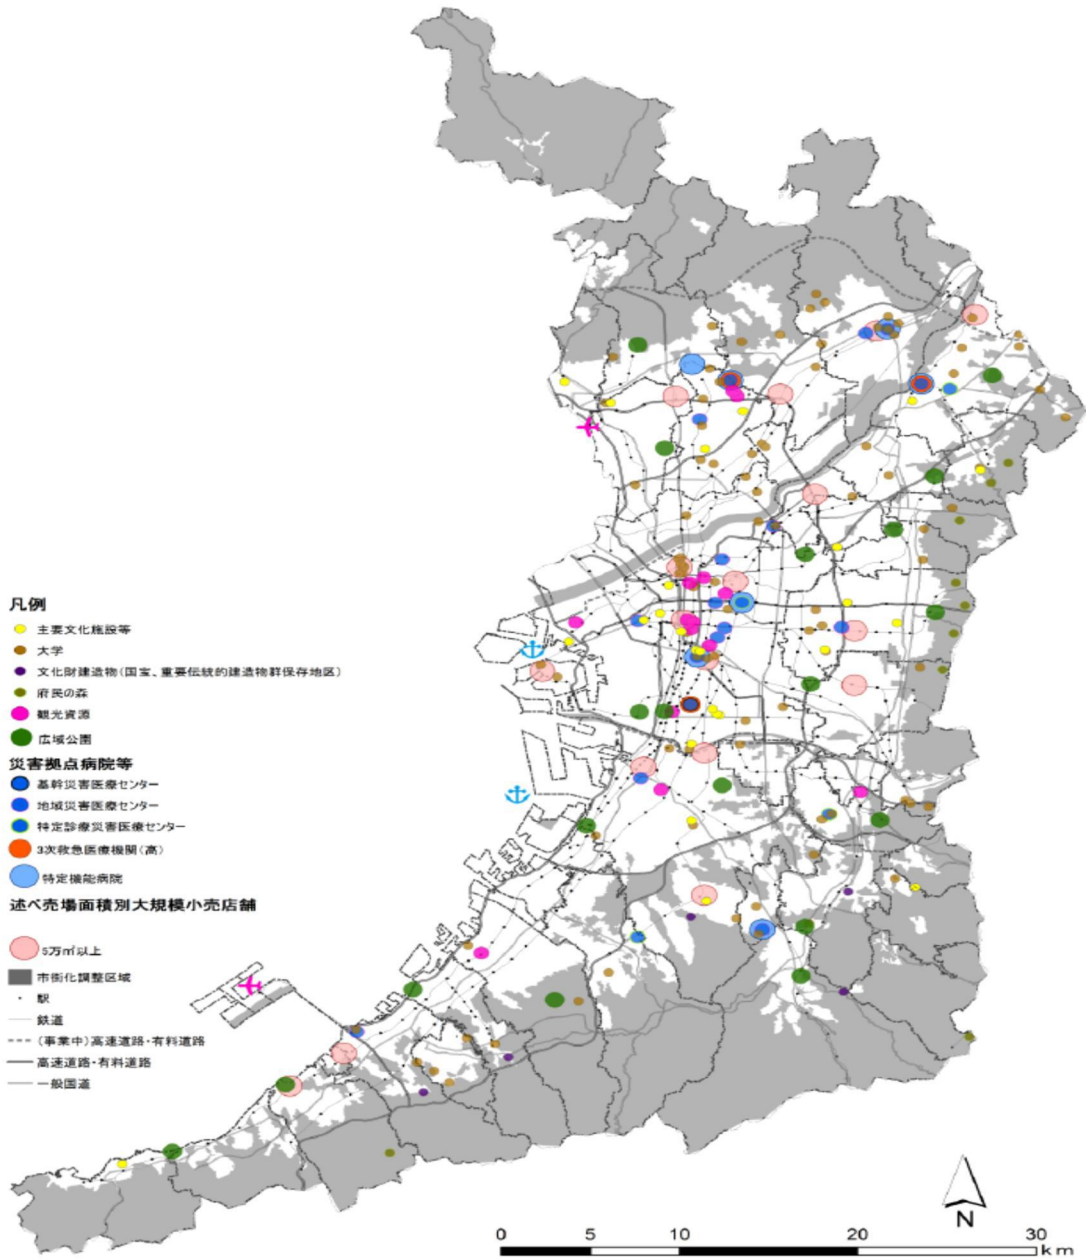 凡例
主要文化施設等
大学
文化財建造物(国宝、重要伝統的建造物群保存地区)
府民の森
観光資源
広域公園
災害拠点病院等
基幹災害医療センター
地域災害医療センター
特定診療災害医療センター
3次救急医療機関(高)
特定機能病院
述べ売場面積別大規模小売店舗
5万㎡以上
市街化調整区域
駅
鉄道
(事業中)高速道路・有料道路
高速道路・有料道路
一般国道
N
0 5 10 20 30
km